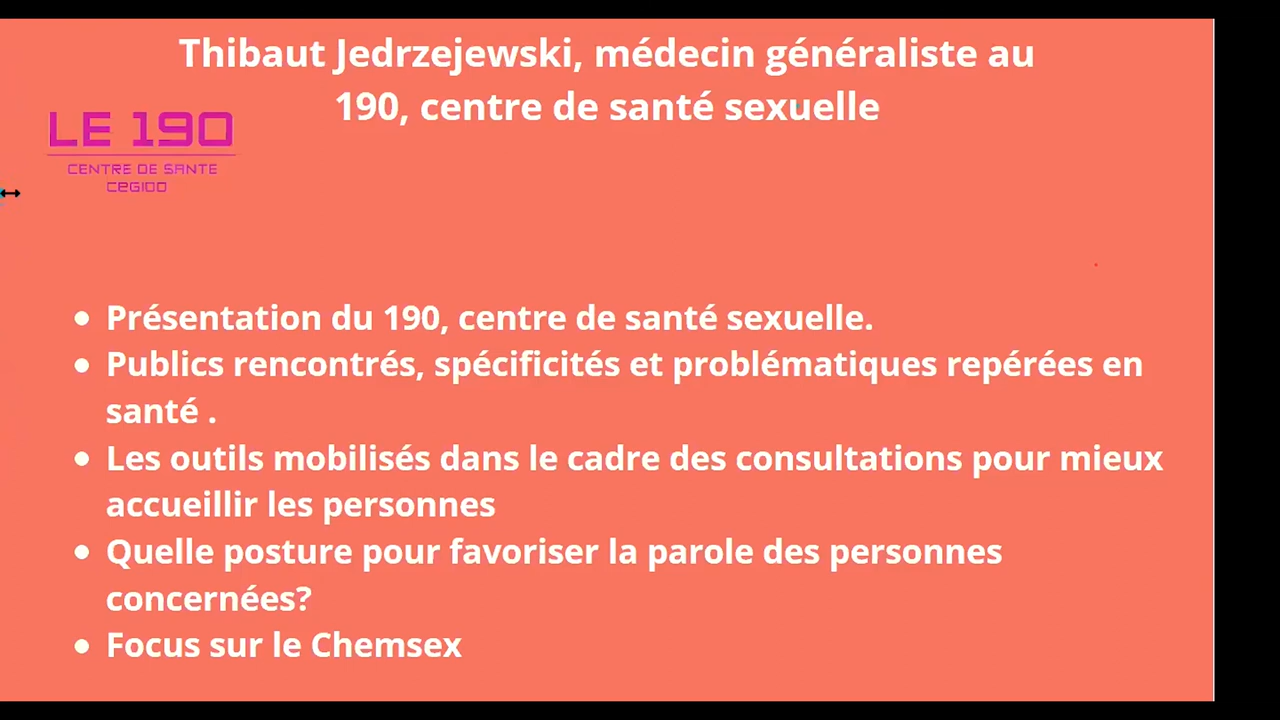 Thibaut Jedrzejewski, médecin généraliste au
190, centre de santé sexuelle
LE 190
CENTRE DE SANTE
CEGIDD
• Présentation du 190, centre de santé sexuelle.
• Publics rencontrés, spécificités et problématiques repérées en
santé .
• Les outils mobilisés dans le cadre des consultations pour mieux
accueillir les personnes
• Quelle posture pour favoriser la parole des personnes
concernées?
• Focus sur le Chemsex